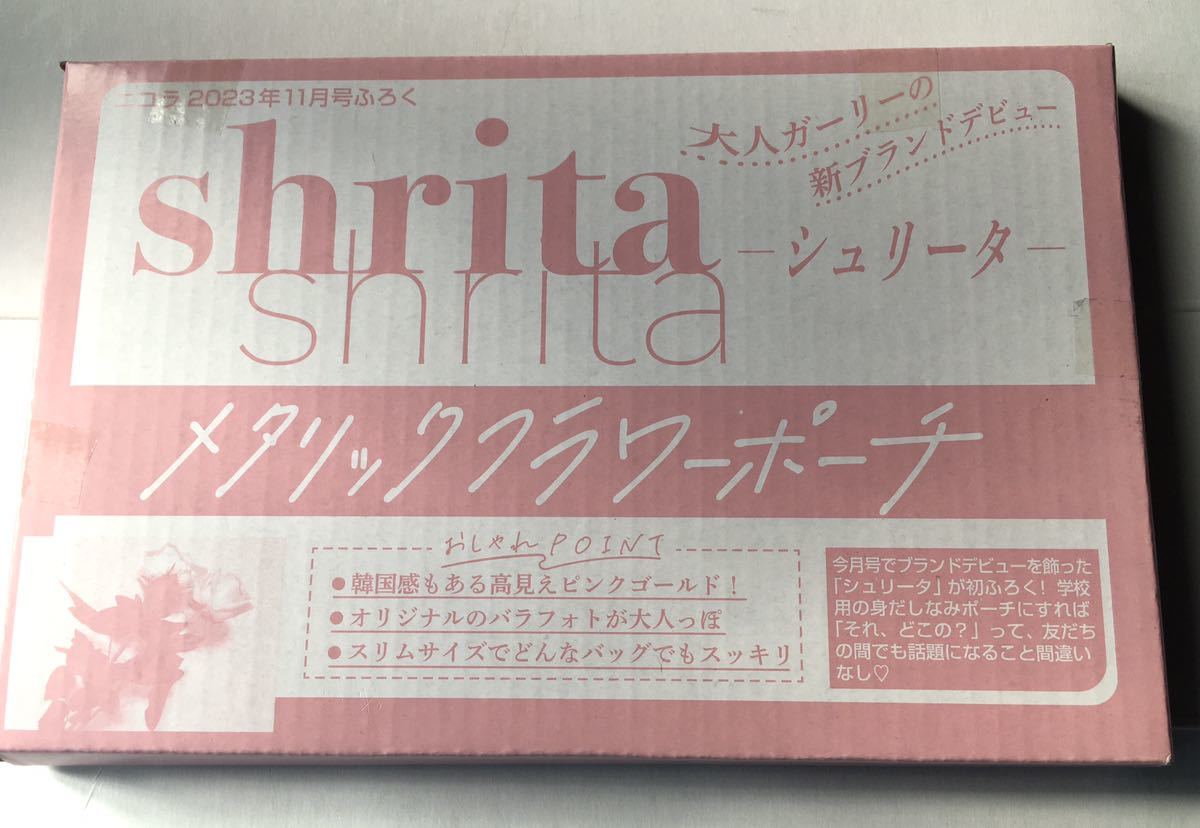 ニコラ 2023年11月号ふろく
shrita
shrita
大人ガーリーの
新ブランドデビュー
－シュリータ－
メタリックフラワーポーチ
おしゃれPOINT
●韓国感もある高見えピンクゴールド！
●オリジナルのバラフォトが大人っぽ
●スリムサイズでどんなバッグでもスッキリ
今月号でブランドデビューを飾った
「シュリータ」が初ふろく！ 学校
用の身だしなみポーチにすれば
「それ、どこの？」って、友だち
の間でも話題になること間違い
なし♡